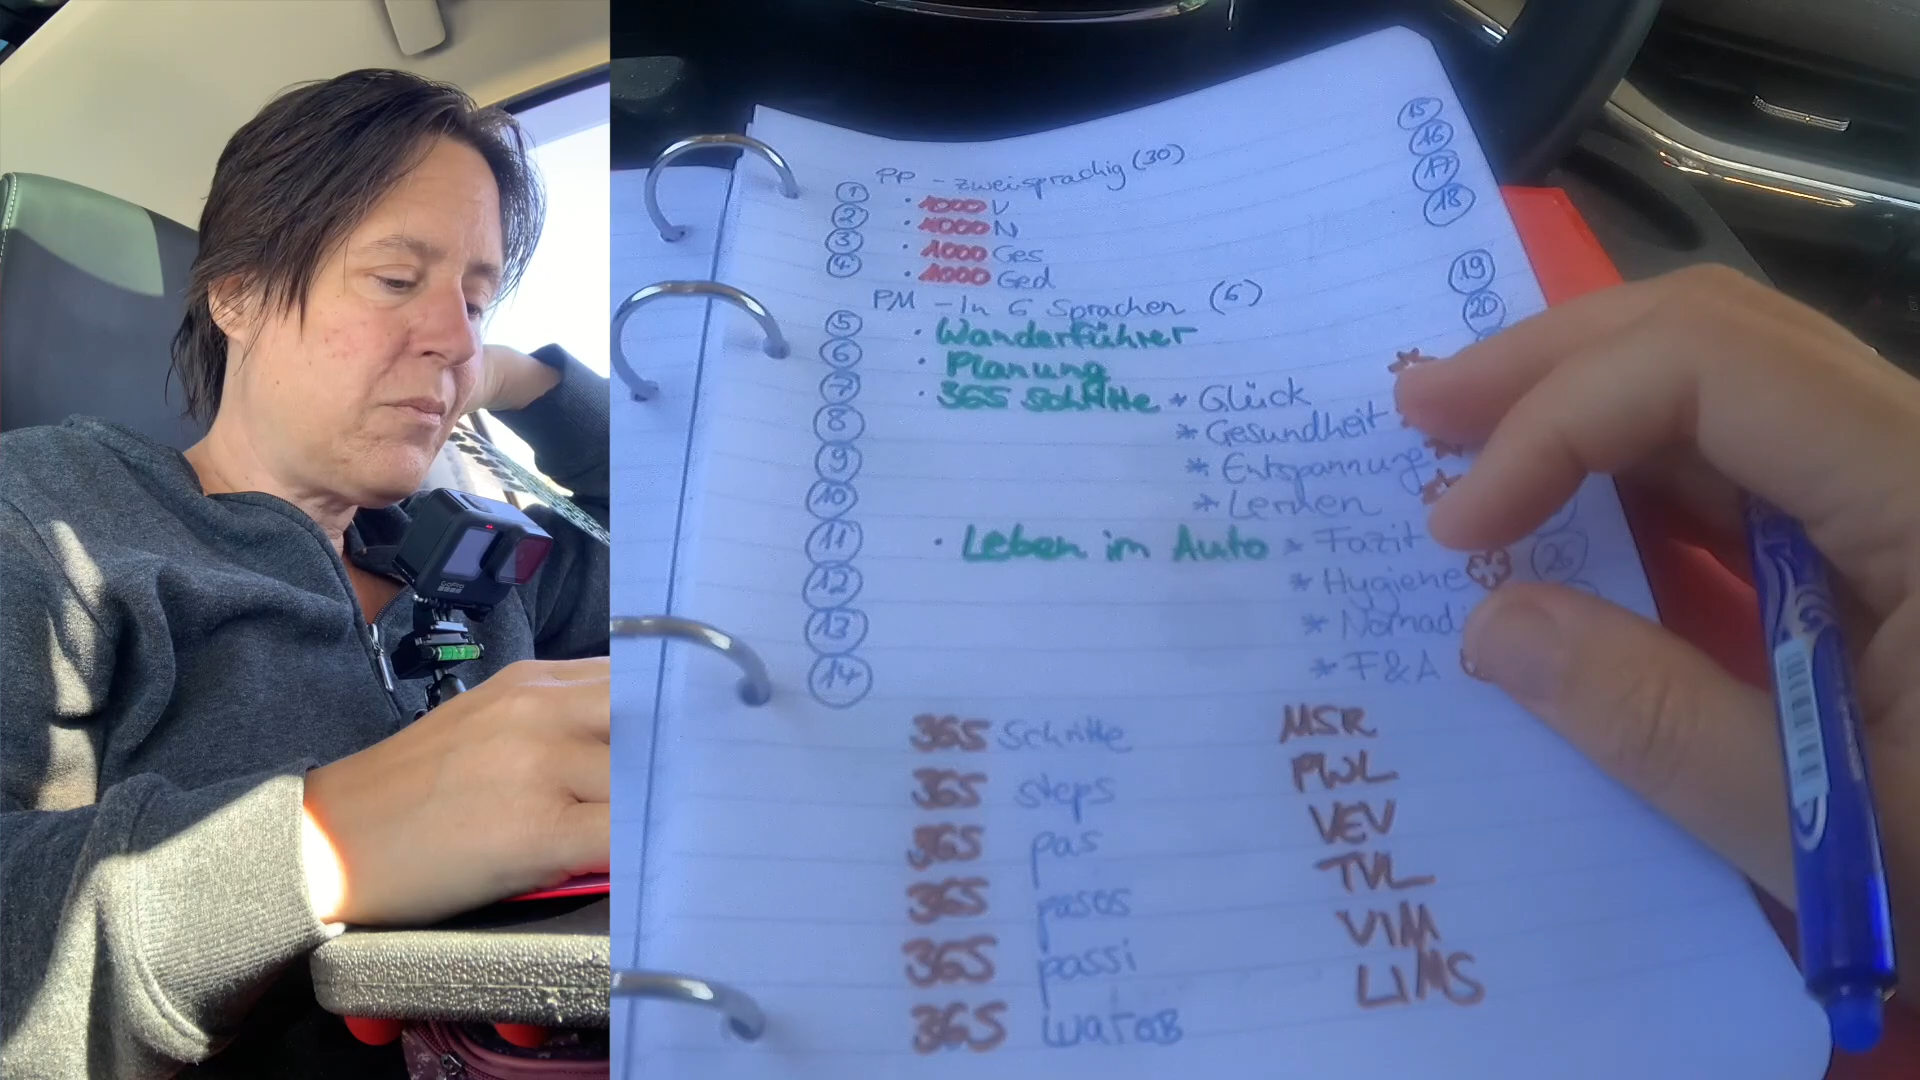 PP - zweisprachig (30)
① • 1000 V
② • 1000 N
③ • 1000 Ges
④ • 1000 Ged
PM - In 6 Sprachen (6)
⑤ • Wanderführer
⑥ • Planung
⑦ • 365 Schritte * Glück
⑧ * Gesundheit
⑨ * Entspannung
⑩ * Lernen
⑪ • Leben im Auto * Fazit
⑫ * Hygiene
⑬ * Nomadi
⑭ * F&A
365 Schritte MSR
365 steps PWL
365 pas VEV
365 pasos TVL
365 passi VIM
365 LIMS
⑮
⑯
⑰
⑱
⑲
⑳
26
GoPro